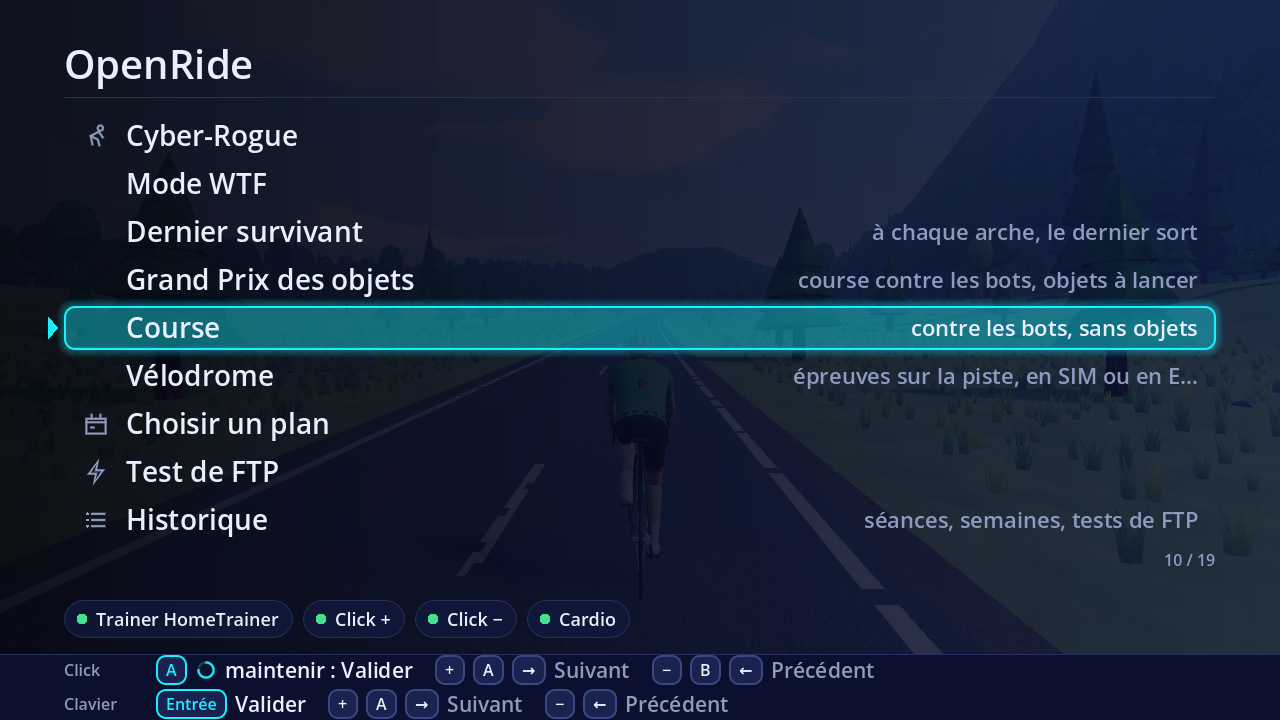 OpenRide
Cyber-Rogue
Mode WTF
Dernier survivant à chaque arche, le dernier sort
Grand Prix des objets course contre les bots, objets à lancer
Course contre les bots, sans objets
Vélodrome épreuves sur la piste, en SIM ou en E...
Choisir un plan
Test de FTP
Historique séances, semaines, tests de FTP
10 / 19
Trainer HomeTrainer Click + Click − Cardio
Click A maintenir : Valider + A → Suivant − B ← Précédent
Clavier Entrée Valider + A → Suivant − ← Précédent